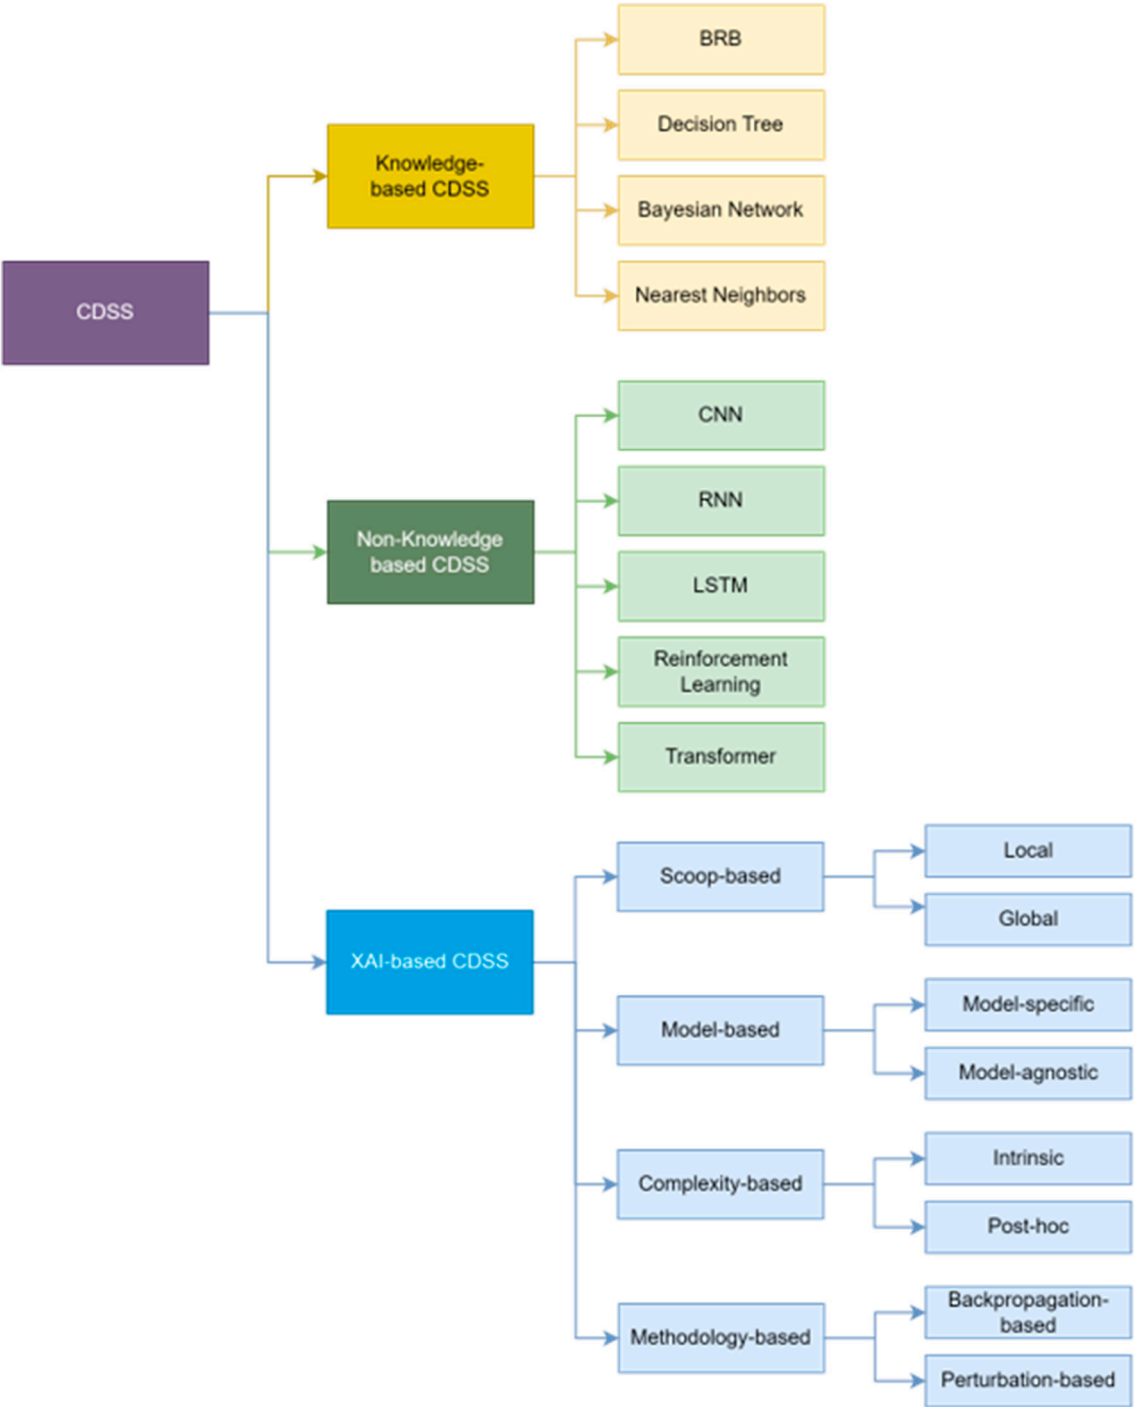 BRB
Decision Tree
Knowledge-
based CDSS
Bayesian Network
Nearest Neighbors
CDSS
CNN
RNN
Non-Knowledge
based CDSS
LSTM
Reinforcement
Learning
Transformer
Scoop-based
Local
Global
XAI-based CDSS
Model-based
Model-specific
Model-agnostic
Complexity-based
Intrinsic
Post-hoc
Methodology-based
Backpropagation-
based
Perturbation-based